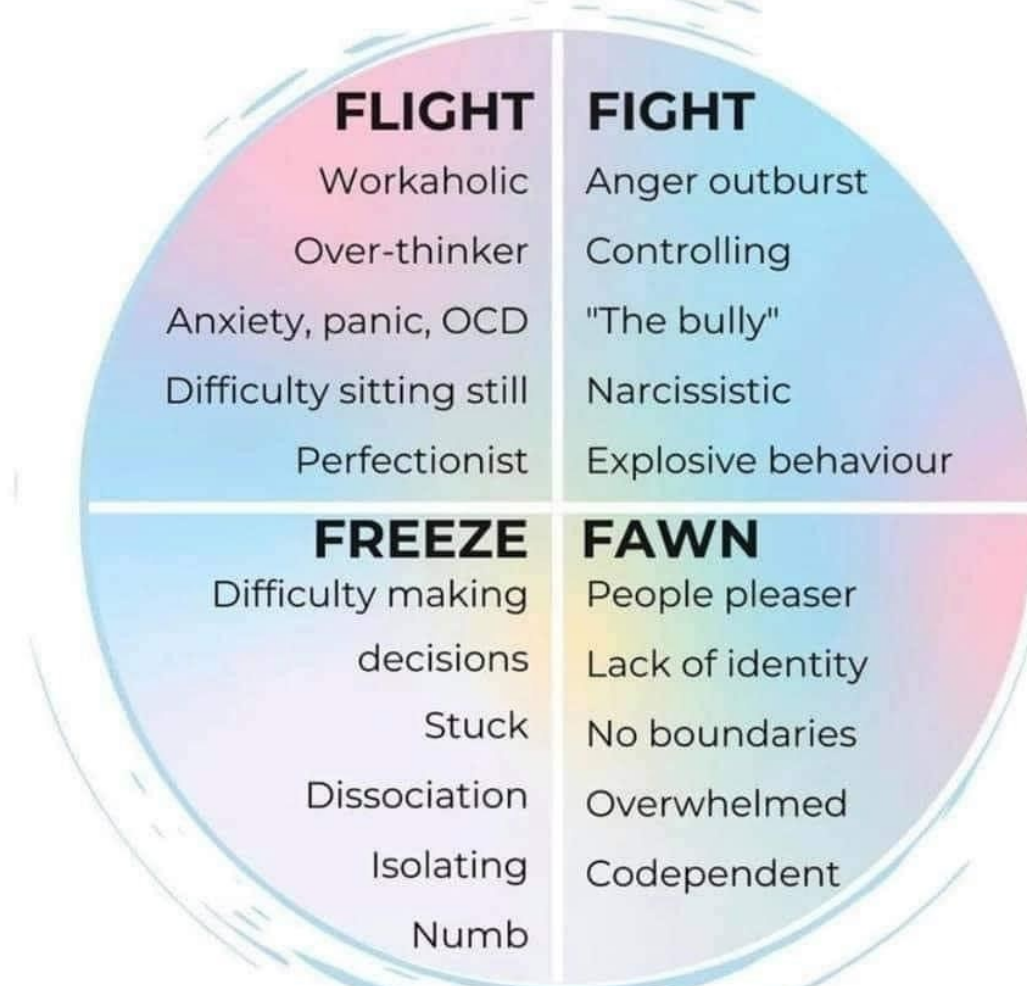 FLIGHT
Workaholic
Over-thinker
Anxiety, panic, OCD
Difficulty sitting still
Perfectionist
FIGHT
Anger outburst
Controlling
"The bully"
Narcissistic
Explosive behaviour
FREEZE
Difficulty making
decisions
Stuck
Dissociation
Isolating
Numb
FAWN
People pleaser
Lack of identity
No boundaries
Overwhelmed
Codependent